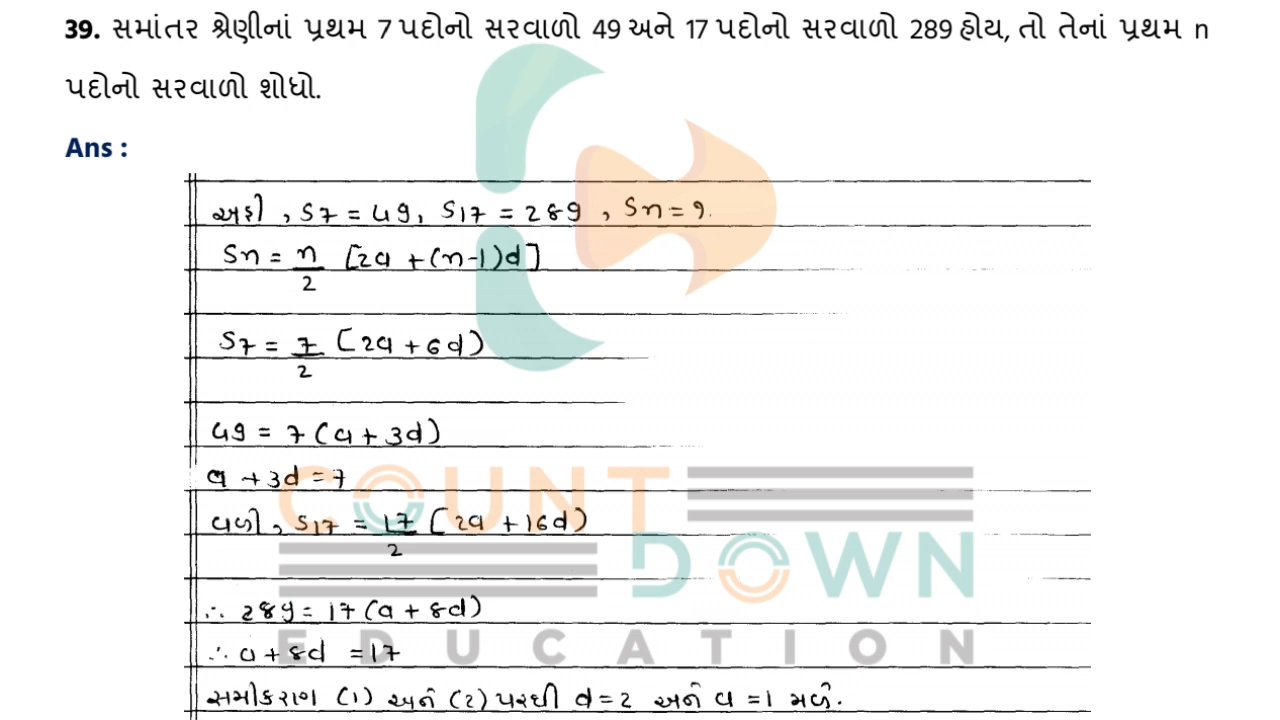 39. સમાંતર શ્રેણીનાં પ્રથમ 7 પદોનો સરવાળો 49 અને 17 પદોનો સરવાળો 289 હોય, તો તેનાં પ્રથમ n
પદોનો સરવાળો શોધો.
Ans :
અહી , S7 = 49, S17 = 289 , Sn = ?.
Sn = n/2 [2a + (n-1)d]
S7 = 7/2 [2a + 6d)
49 = 7 (a + 3d)
a + 3d = 7
વળી, S17 = 17/2 [2a + 16d)
∴ 289 = 17 (a + 8d)
∴ a + 8d = 17
સમીકરાણ (1) અને (2) પરથી d = 2 અને a = 1 મળે.
COUNT
DOWN
EDUCATION